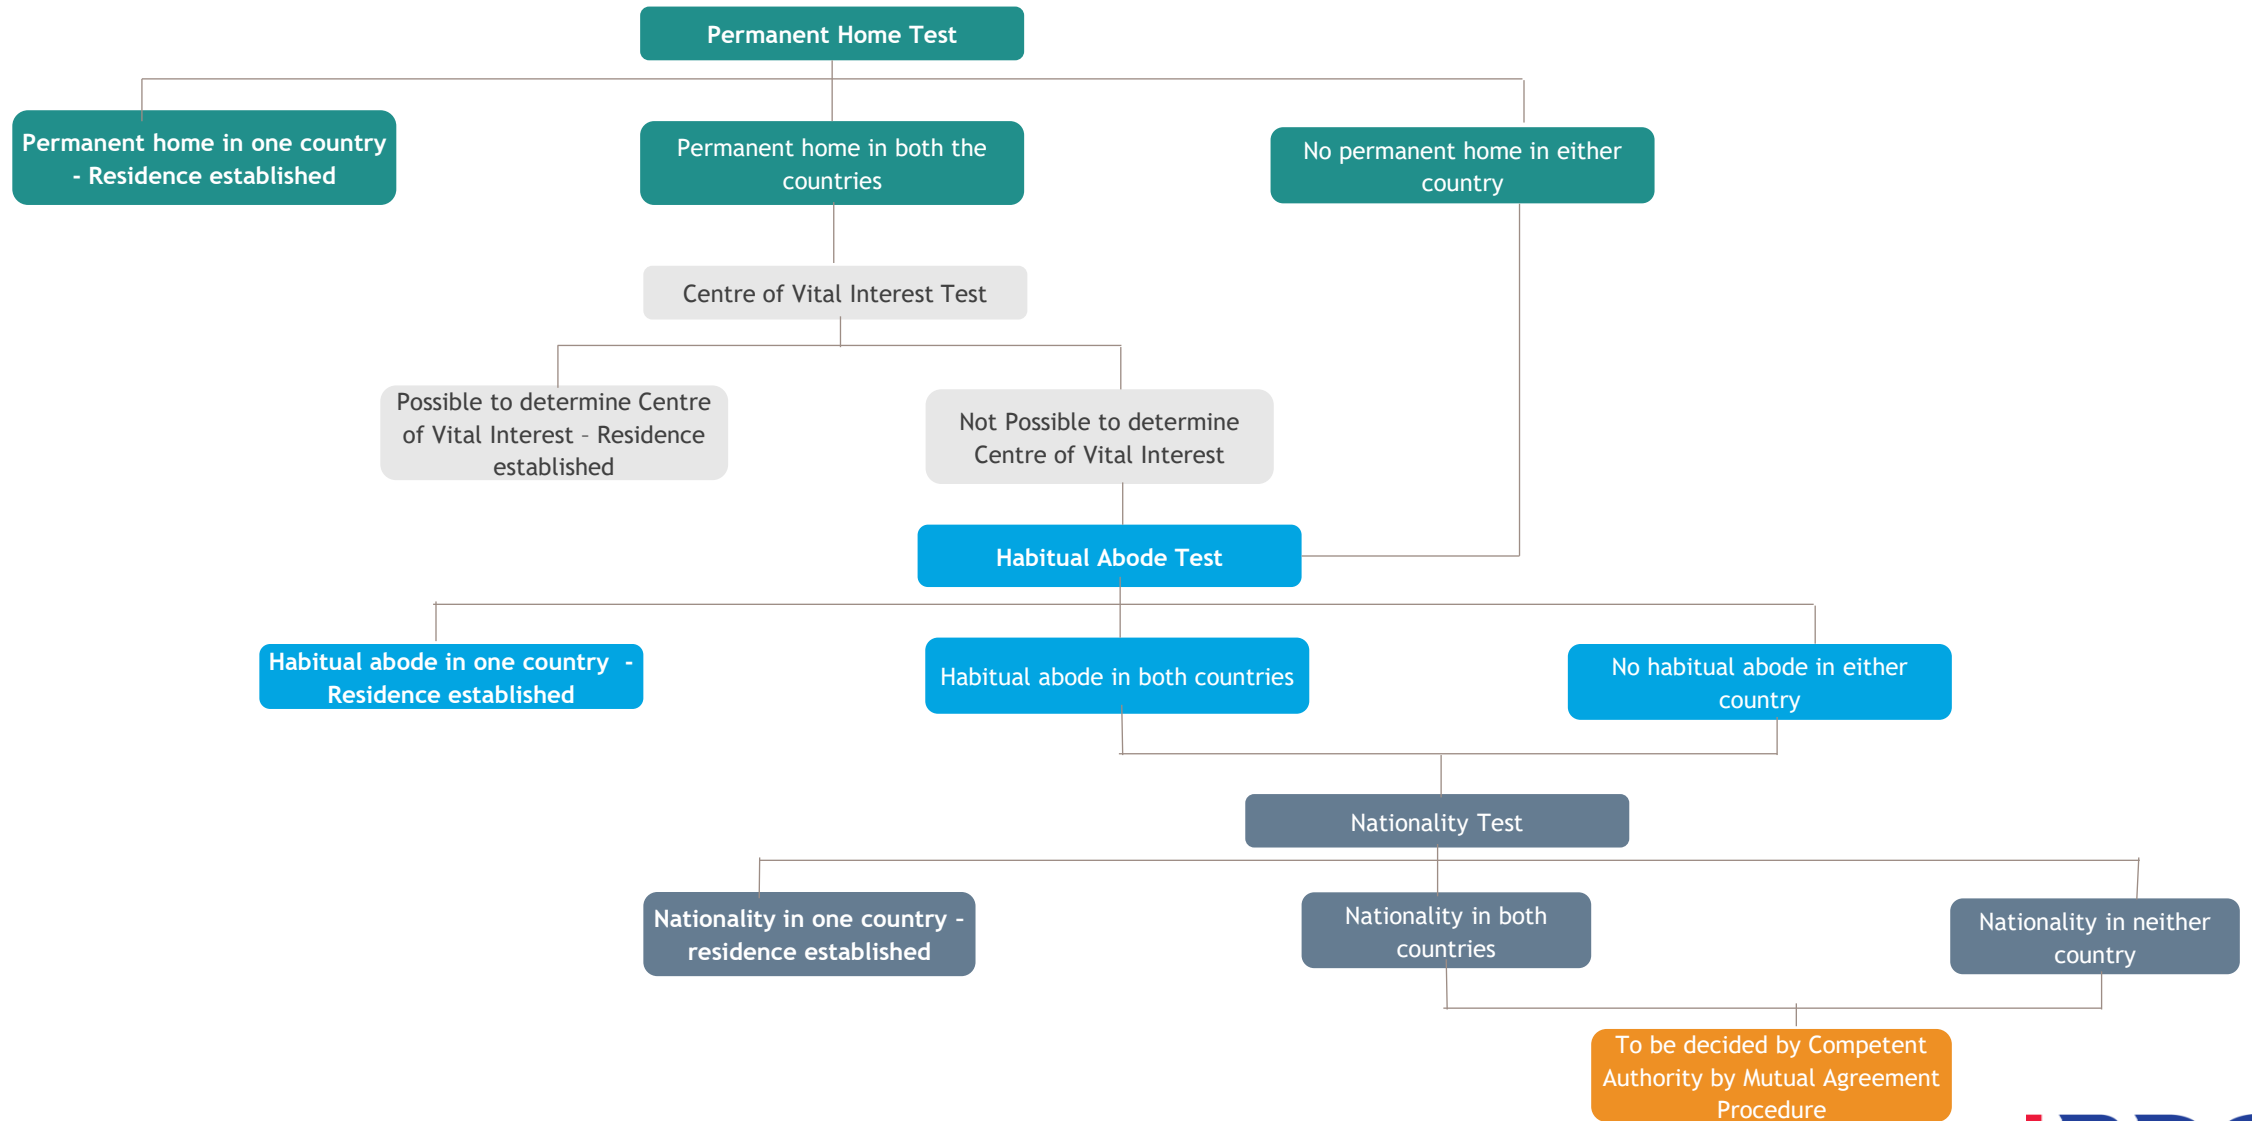 Permanent Home Test
Permanent home in one country
- Residence established
Permanent home in both the
countries
No permanent home in either
country
Centre of Vital Interest Test
Possible to determine Centre
of Vital Interest – Residence
established
Not Possible to determine
Centre of Vital Interest
Habitual Abode Test
Habitual abode in one country  -
Residence established
Habitual abode in both countries
No habitual abode in either
country
Nationality Test
Nationality in one country –
residence established
Nationality in both
countries
Nationality in neither
country
To be decided by Competent
Authority by Mutual Agreement
Procedure